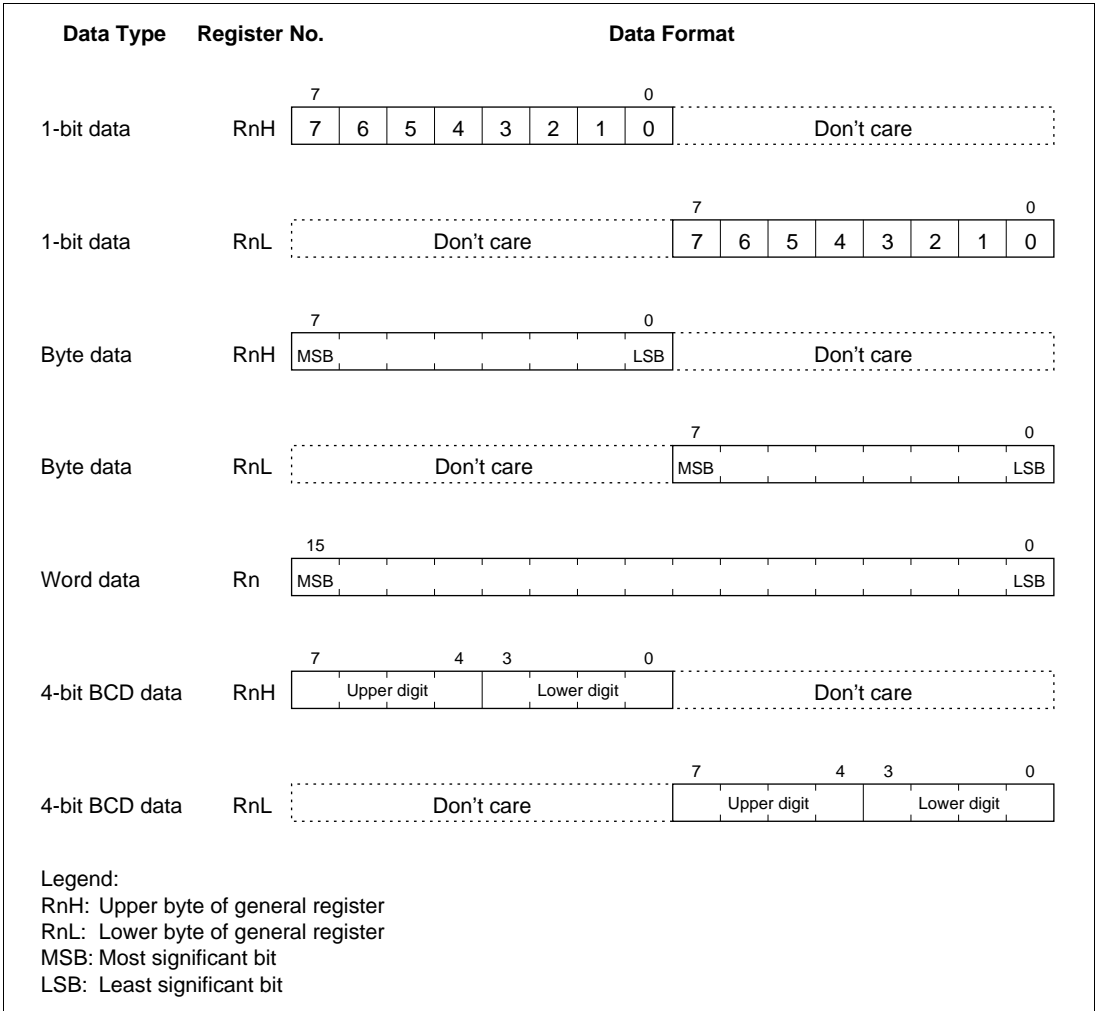 Data Type Register No. Data Format
7 0
1-bit data RnH 7 6 5 4 3 2 1 0 Don't care
7 0
1-bit data RnL Don't care 7 6 5 4 3 2 1 0
7 0
Byte data RnH MSB LSB Don't care
7 0
Byte data RnL Don't care MSB LSB
15 0
Word data Rn MSB LSB
7 4 3 0
4-bit BCD data RnH Upper digit Lower digit Don't care
7 4 3 0
4-bit BCD data RnL Don't care Upper digit Lower digit
Legend:
RnH: Upper byte of general register
RnL: Lower byte of general register
MSB: Most significant bit
LSB: Least significant bit